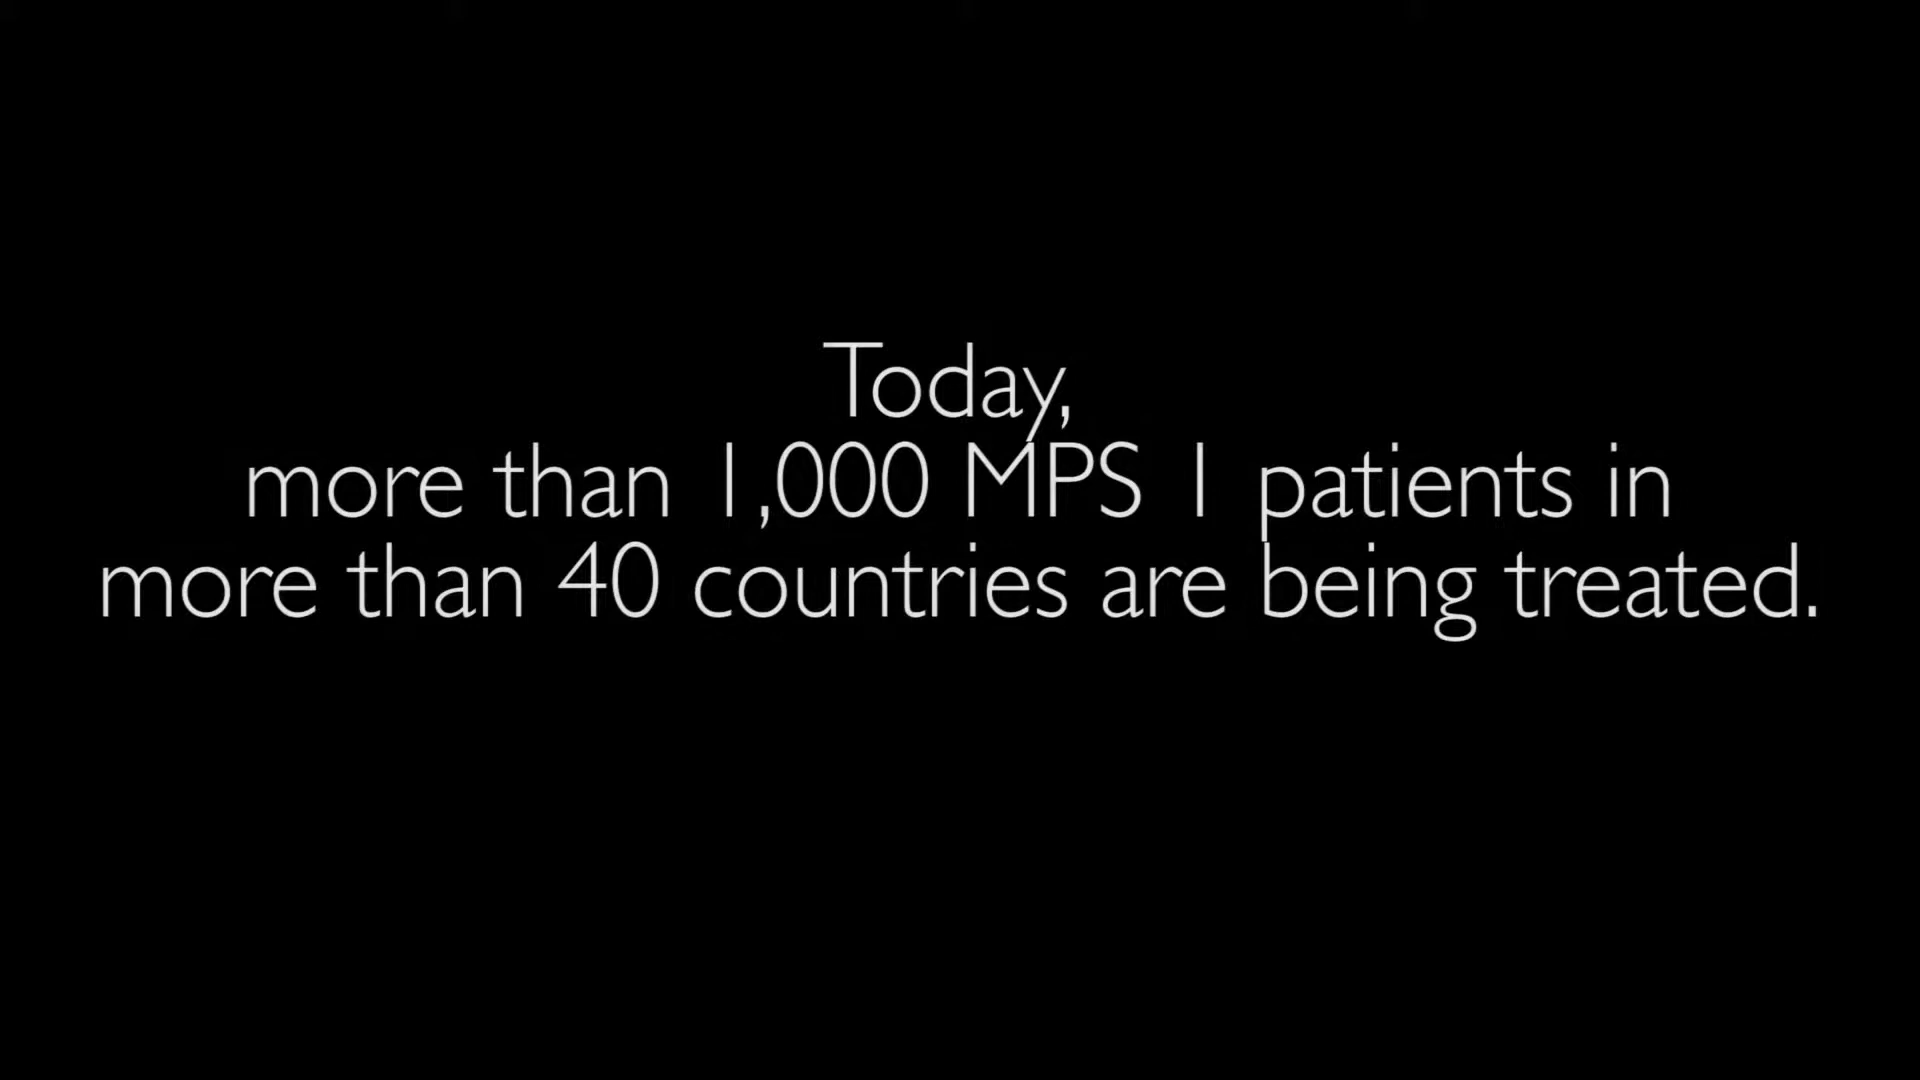 Today,
more than 1,000 MPS 1 patients in
more than 40 countries are being treated.